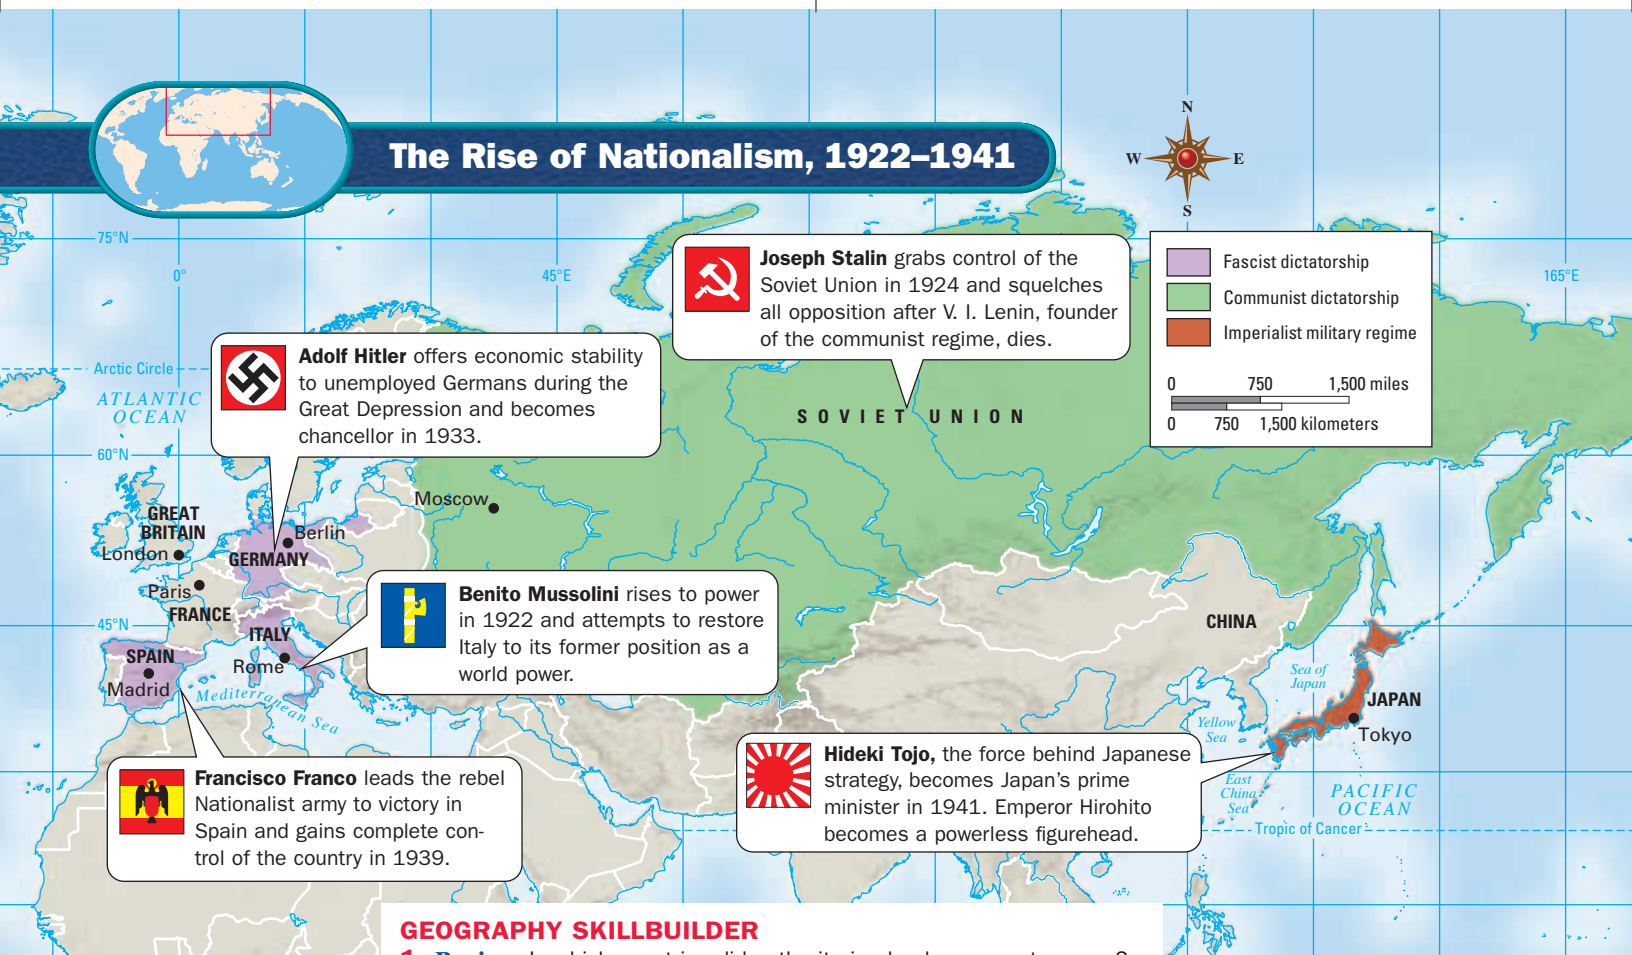 The Rise of Nationalism, 1922–1941
N
W
E
S
75°N
0°
45°E
165°E
Joseph Stalin grabs control of the
Soviet Union in 1924 and squelches
all opposition after V. I. Lenin, founder
of the communist regime, dies.
Fascist dictatorship
Communist dictatorship
Imperialist military regime
0 750 1,500 miles
0 750 1,500 kilometers
Adolf Hitler offers economic stability
to unemployed Germans during the
Great Depression and becomes
chancellor in 1933.
Arctic Circle
ATLANTIC
OCEAN
SOVIET UNION
60°N
Moscow
GREAT
BRITAIN
London
Berlin
GERMANY
Paris
FRANCE
45°N
ITALY
Rome
SPAIN
Madrid
Mediterranean Sea
Benito Mussolini rises to power
in 1922 and attempts to restore
Italy to its former position as a
world power.
CHINA
Sea of
Japan
JAPAN
Tokyo
Yellow
Sea
East
China
Sea
PACIFIC
OCEAN
Tropic of Cancer
Francisco Franco leads the rebel
Nationalist army to victory in
Spain and gains complete con-
trol of the country in 1939.
Hideki Tojo, the force behind Japanese
strategy, becomes Japan's prime
minister in 1941. Emperor Hirohito
becomes a powerless figurehead.
GEOGRAPHY SKILLBUILDER